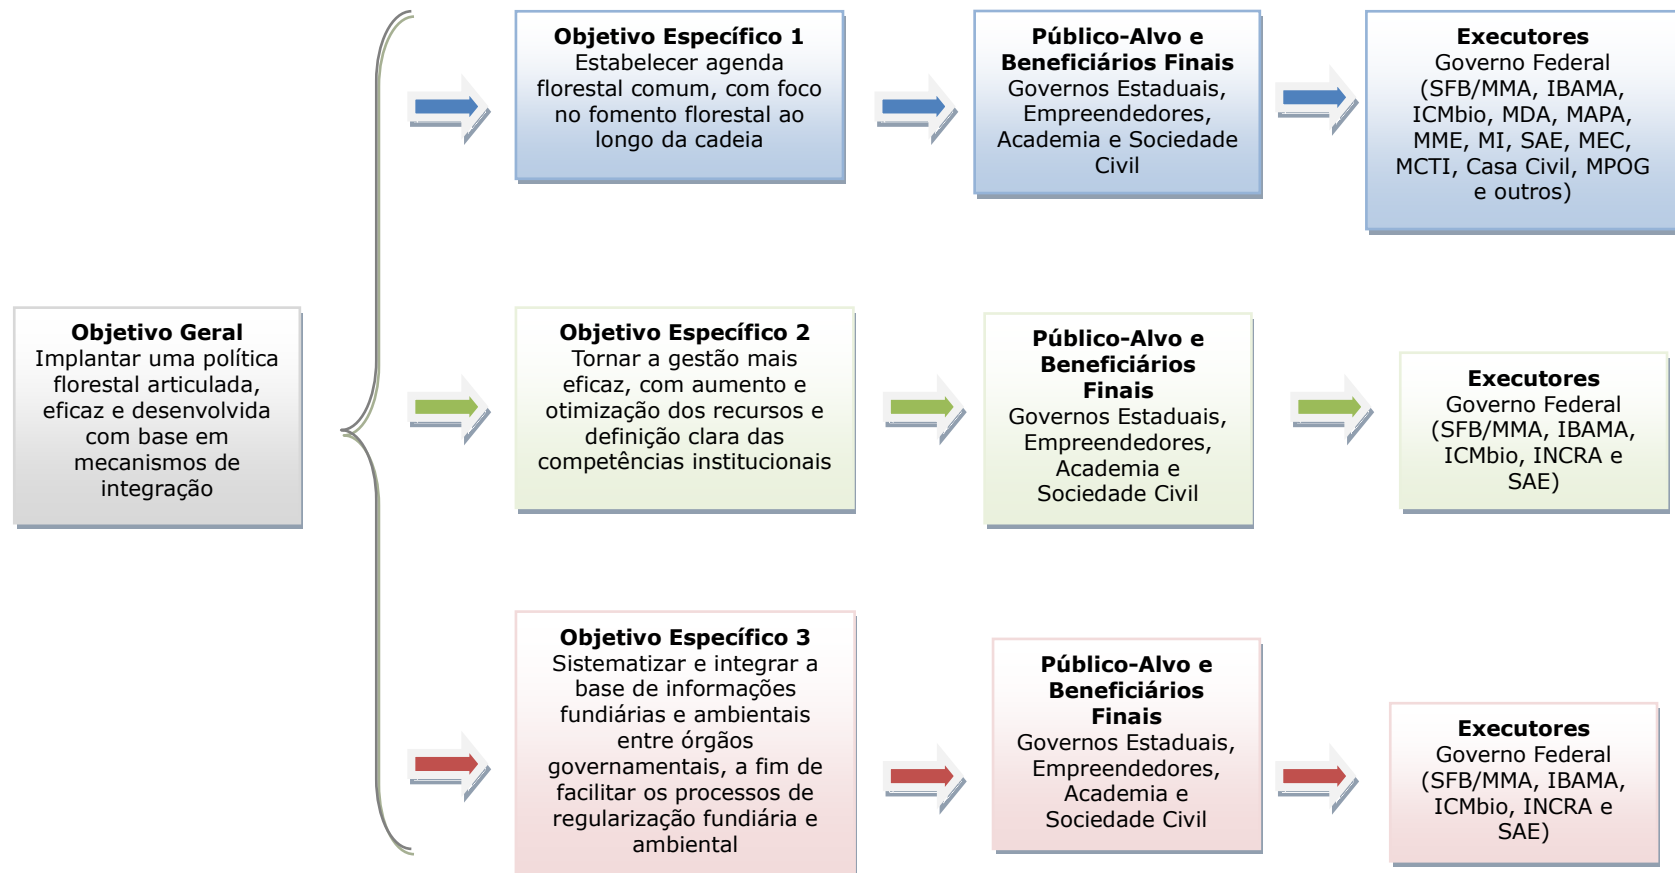 Objetivo Geral
Implantar uma política
florestal articulada,
eficaz e desenvolvida
com base em
mecanismos de
integração
Objetivo Específico 1
Estabelecer agenda
florestal comum, com foco
no fomento florestal ao
longo da cadeia
Público-Alvo e
Beneficiários Finais
Governos Estaduais,
Empreendedores,
Academia e Sociedade
Civil
Executores
Governo Federal
(SFB/MMA, IBAMA,
ICMbio, MDA, MAPA,
MME, MI, SAE, MEC,
MCTI, Casa Civil, MPOG
e outros)
Objetivo Específico 2
Tornar a gestão mais
eficaz, com aumento e
otimização dos recursos e
definição clara das
competências institucionais
Público-Alvo e
Beneficiários
Finais
Governos Estaduais,
Empreendedores,
Academia e
Sociedade Civil
Executores
Governo Federal
(SFB/MMA, IBAMA,
ICMbio, INCRA e
SAE)
Objetivo Específico 3
Sistematizar e integrar a
base de informações
fundiárias e ambientais
entre órgãos
governamentais, a fim de
facilitar os processos de
regularização fundiária e
ambiental
Público-Alvo e
Beneficiários
Finais
Governos Estaduais,
Empreendedores,
Academia e
Sociedade Civil
Executores
Governo Federal
(SFB/MMA, IBAMA,
ICMbio, INCRA e
SAE)